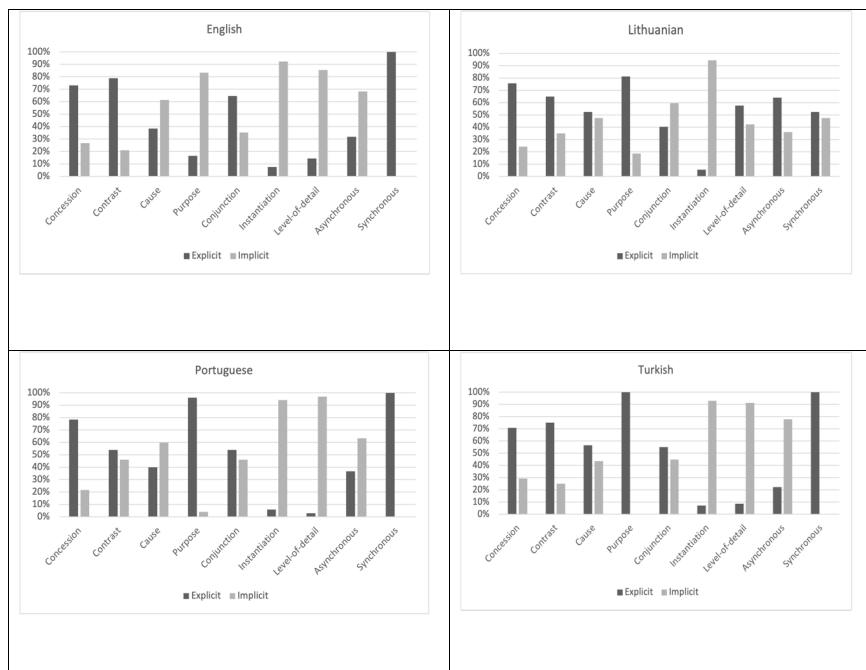 English
100%
90%
80%
70%
60%
50%
40%
30%
20%
10%
0%
Concession
Contrast
Cause
Purpose
Conjunction
Instantiation
Level-of-detail
Asynchronous
Synchronous
Explicit Implicit
Lithuanian
100%
90%
80%
70%
60%
50%
40%
30%
20%
10%
0%
Concession
Contrast
Cause
Purpose
Conjunction
Instantiation
Level-of-detail
Asynchronous
Synchronous
Explicit Implicit
Portuguese
100%
90%
80%
70%
60%
50%
40%
30%
20%
10%
0%
Concession
Contrast
Cause
Purpose
Conjunction
Instantiation
Level-of-detail
Asynchronous
Synchronous
Explicit Implicit
Turkish
100%
90%
80%
70%
60%
50%
40%
30%
20%
10%
0%
Concession
Contrast
Cause
Purpose
Conjunction
Instantiation
Level-of-detail
Asynchronous
Synchronous
Explicit Implicit